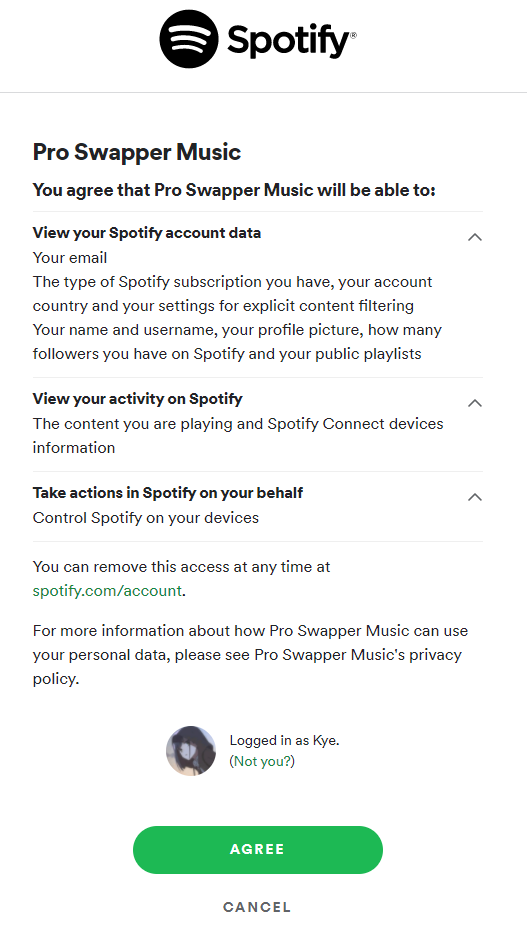 Spotify®
Pro Swapper Music
You agree that Pro Swapper Music will be able to:
View your Spotify account data
Your email
The type of Spotify subscription you have, your account
country and your settings for explicit content filtering
Your name and username, your profile picture, how many
followers you have on Spotify and your public playlists
View your activity on Spotify
The content you are playing and Spotify Connect devices
information
Take actions in Spotify on your behalf
Control Spotify on your devices
You can remove this access at any time at
spotify.com/account.
For more information about how Pro Swapper Music can use
your personal data, please see Pro Swapper Music's privacy
policy.
Logged in as Kye.
(Not you?)
AGREE
CANCEL